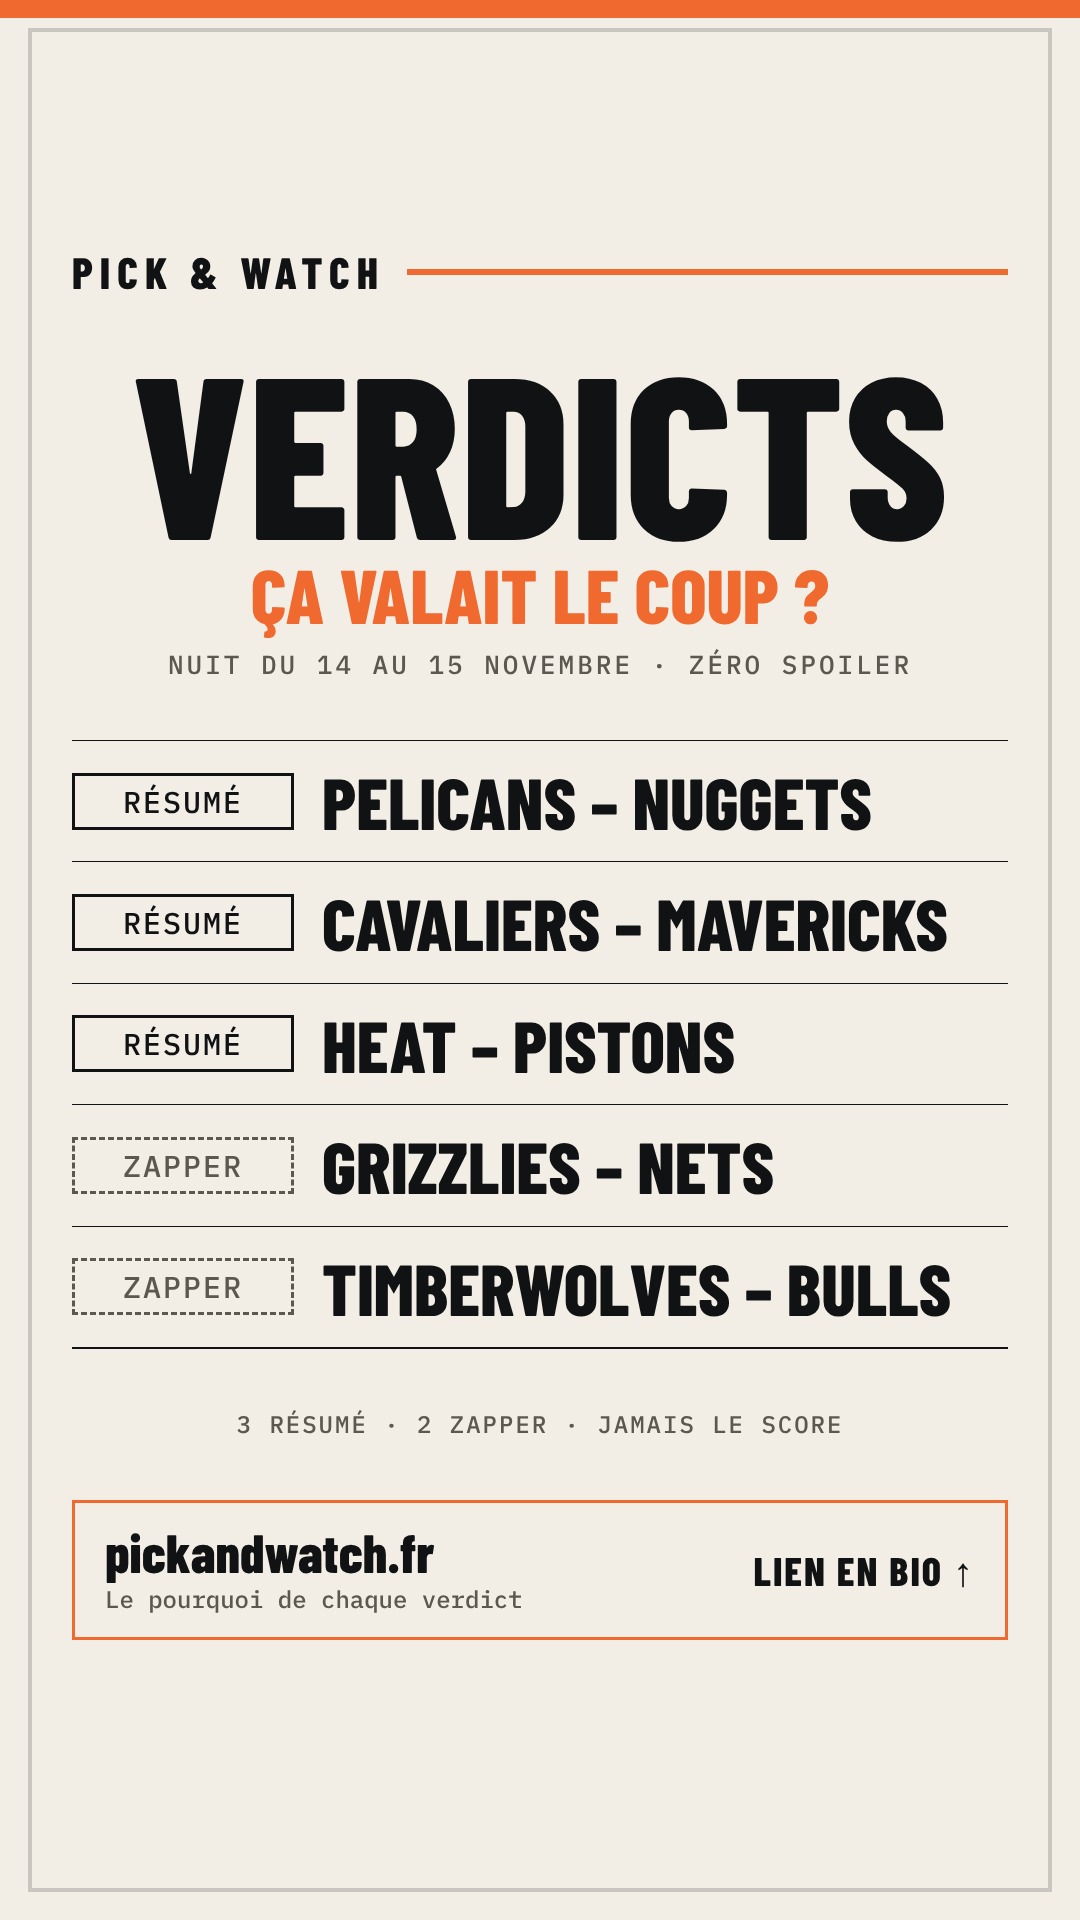 PICK & WATCH
VERDICTS
ÇA VALAIT LE COUP ?
NUIT DU 14 AU 15 NOVEMBRE · ZÉRO SPOILER
RÉSUMÉ PELICANS – NUGGETS
RÉSUMÉ CAVALIERS – MAVERICKS
RÉSUMÉ HEAT – PISTONS
ZAPPER GRIZZLIES – NETS
ZAPPER TIMBERWOLVES – BULLS
3 RÉSUMÉ · 2 ZAPPER · JAMAIS LE SCORE
pickandwatch.fr
Le pourquoi de chaque verdict
LIEN EN BIO ↑